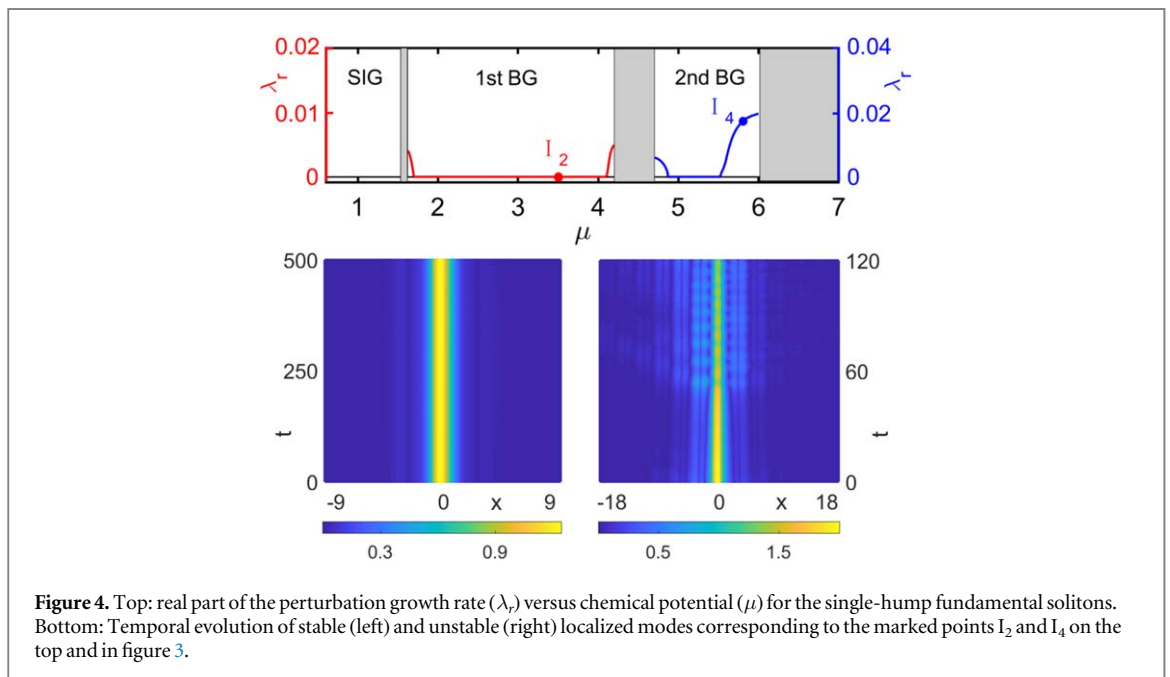 0.02
0.04
SIG
1st BG
2nd BG
λr
λr
I4
0.01
0.02
I2
0
0
1 2 3 4 5 6 7
μ
500
120
250
60
t
t
0
0
-9 0 x 9
-18 0 x 18
0.3 0.9
0.5 1.5
Figure 4. Top: real part of the perturbation growth rate (λr) versus chemical potential (μ) for the single-hump fundamental solitons.
Bottom: Temporal evolution of stable (left) and unstable (right) localized modes corresponding to the marked points I2 and I4 on the
top and in figure 3.